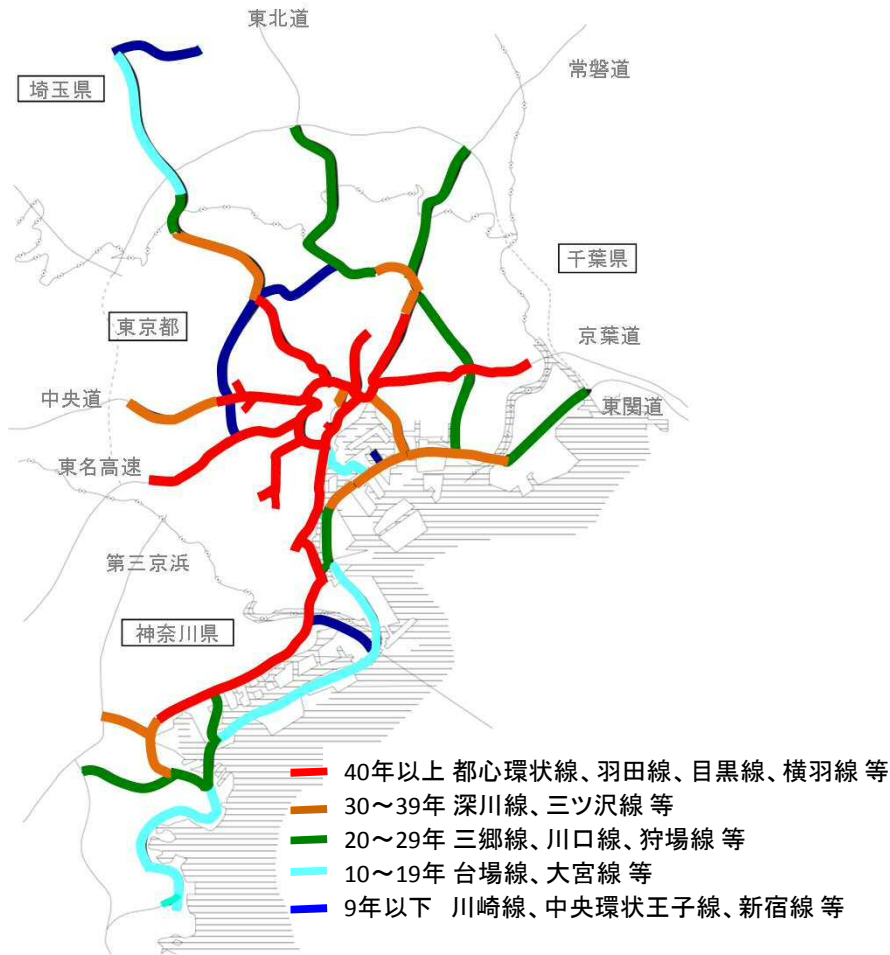 東北道
常磐道
埼玉県
千葉県
東京都
京葉道
中央道
東関道
東名高速
第三京浜
神奈川県
40年以上 都心環状線、羽田線、目黒線、横羽線 等
30～39年 深川線、三ツ沢線 等
20～29年 三郷線、川口線、狩場線 等
10～19年 台場線、大宮線 等
9年以下 川崎線、中央環状王子線、新宿線 等